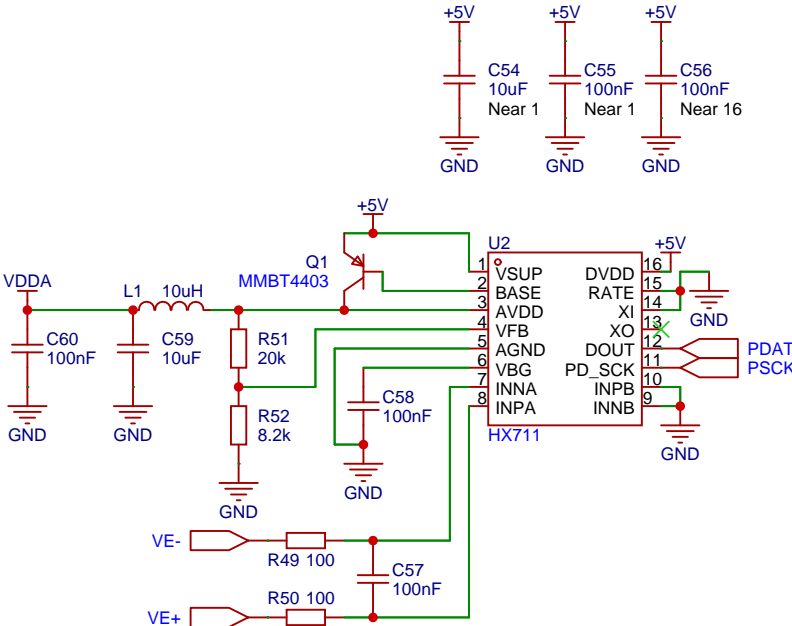 +5V
+5V
+5V
C54
10uF
Near 1
C55
100nF
Near 1
C56
100nF
Near 16
GND
GND
GND
+5V
Q1
MMBT4403
VDDA
L1 10uH
C60
100nF
C59
10uF
R51
20k
R52
8.2k
GND
GND
GND
C58
100nF
GND
U2
+5V
1 VSUP DVDD 16
2 BASE RATE 15
3 AVDD XI 14
4 VFB XO 13
5 AGND DOUT 12
6 VBG PD_SCK 11
7 INNA INPB 10
8 INPA INNB 9
HX711
GND
PDAT
PSCK
GND
VE-
R49 100
C57
100nF
R50 100
VE+